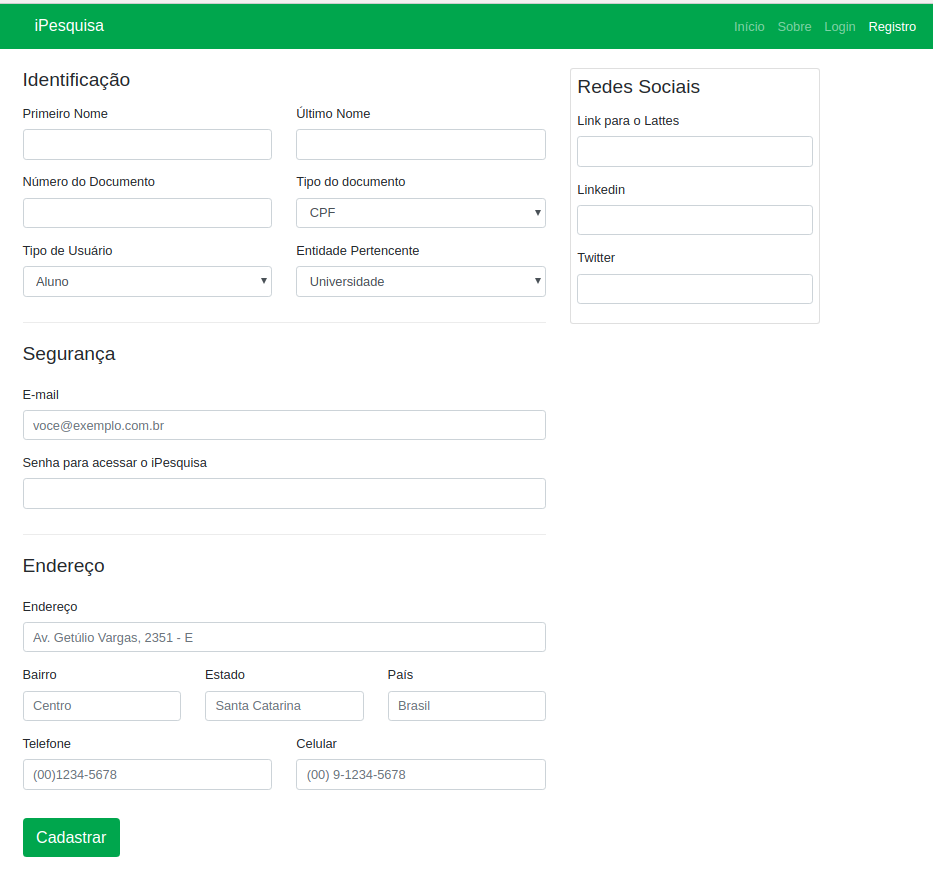 iPesquisa
Início Sobre Login Registro
Identificação
Primeiro Nome
Último Nome
Número do Documento
Tipo do documento
CPF
Tipo de Usuário
Entidade Pertencente
Aluno
Universidade
Redes Sociais
Link para o Lattes
Linkedin
Twitter
Segurança
E-mail
voce@exemplo.com.br
Senha para acessar o iPesquisa
Endereço
Endereço
Av. Getúlio Vargas, 2351 - E
Bairro
Estado
País
Centro
Santa Catarina
Brasil
Telefone
Celular
(00)1234-5678
(00) 9-1234-5678
Cadastrar